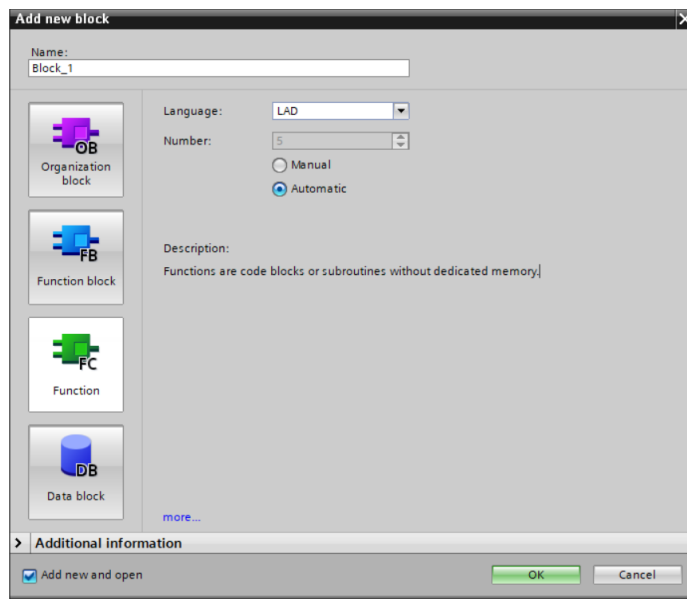 Add new block
Name:
Block_1
OB
Organization
block
FB
Function block
FC
Function
DB
Data block
Language:
LAD
Number:
5
Manual
Automatic
Description:
Functions are code blocks or subroutines without dedicated memory.
more...
Additional information
Add new and open
OK
Cancel